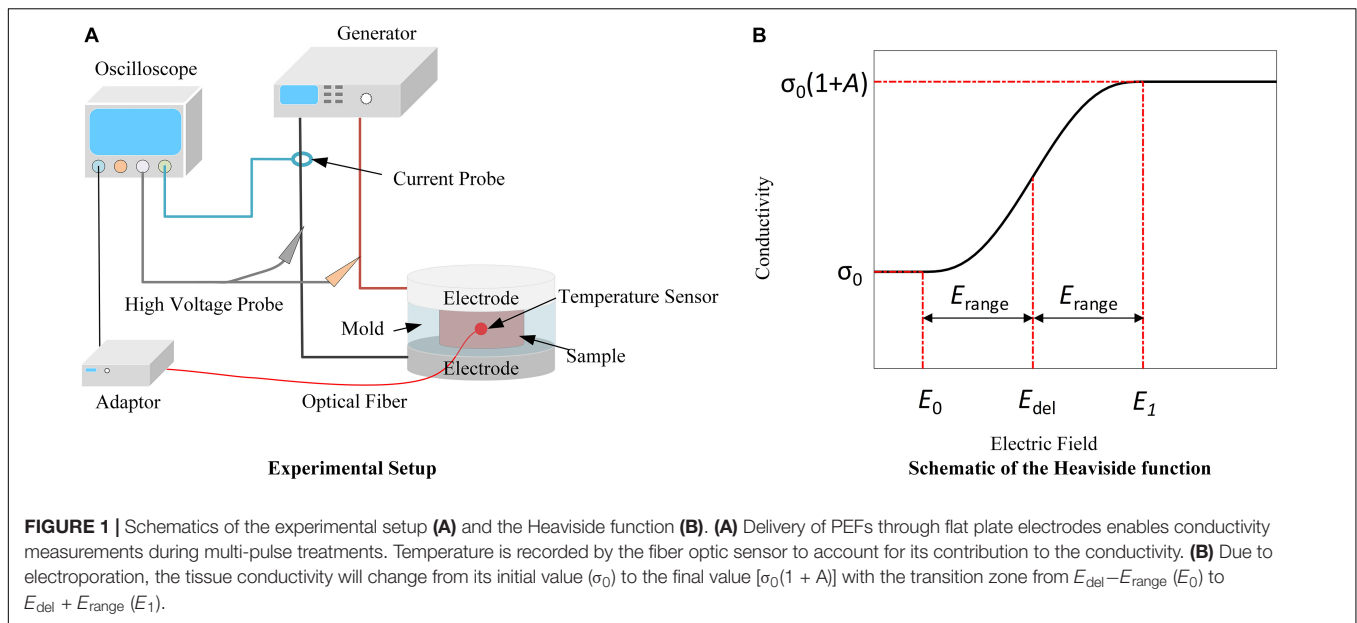 A
Generator
Oscilloscope
Current Probe
High Voltage Probe
Electrode
Temperature Sensor
Mold
Sample
Electrode
Adaptor
Optical Fiber
Experimental Setup
B
σ0(1+A)
Conductivity
σ0
Erange
Erange
E0
Edel
E1
Electric Field
Schematic of the Heaviside function
FIGURE 1 | Schematics of the experimental setup (A) and the Heaviside function (B). (A) Delivery of PEFs through flat plate electrodes enables conductivity
measurements during multi-pulse treatments. Temperature is recorded by the fiber optic sensor to account for its contribution to the conductivity. (B) Due to
electroporation, the tissue conductivity will change from its initial value (σ0) to the final value [σ0(1 + A)] with the transition zone from Edel−Erange (E0) to
Edel + Erange (E1).